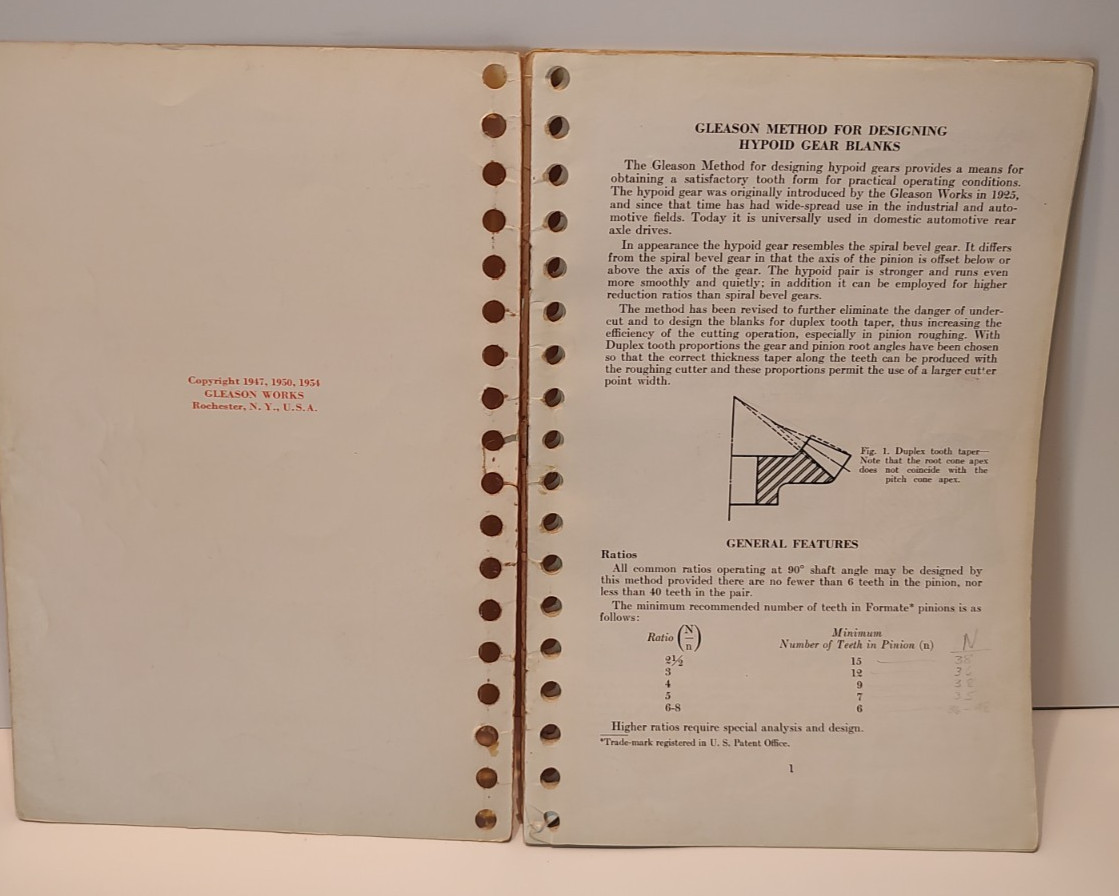 Copyright 1947, 1950, 1954
GLEASON WORKS
Rochester, N. Y., U.S.A.
GLEASON METHOD FOR DESIGNING
HYPOID GEAR BLANKS
The Gleason Method for designing hypoid gears provides a means for
obtaining a satisfactory tooth form for practical operating conditions.
The hypoid gear was originally introduced by the Gleason Works in 1925,
and since that time has had wide-spread use in the industrial and auto-
motive fields. Today it is universally used in domestic automotive rear
axle drives.
In appearance the hypoid gear resembles the spiral bevel gear. It differs
from the spiral bevel gear in that the axis of the pinion is offset below or
above the axis of the gear. The hypoid pair is stronger and runs even
more smoothly and quietly; in addition it can be employed for higher
reduction ratios than spiral bevel gears.
The method has been revised to further eliminate the danger of under-
cut and to design the blanks for duplex tooth taper, thus increasing the
efficiency of the cutting operation, especially in pinion roughing. With
Duplex tooth proportions the gear and pinion root angles have been chosen
so that the correct thickness taper along the teeth can be produced with
the roughing cutter and these proportions permit the use of a larger cutter
point width.
Fig. 1. Duplex tooth taper—
Note that the root cone apex
does not coincide with the
pitch cone apex.
GENERAL FEATURES
Ratios
All common ratios operating at 90° shaft angle may be designed by
this method provided there are no fewer than 6 teeth in the pinion, nor
less than 40 teeth in the pair.
The minimum recommended number of teeth in Formate* pinions is as
follows:
Ratio (N/n) Minimum Number of Teeth in Pinion (n) N
2½ 15
3 12
4 9
5 7
6-8 6
Higher ratios require special analysis and design.
*Trade-mark registered in U. S. Patent Office.
1